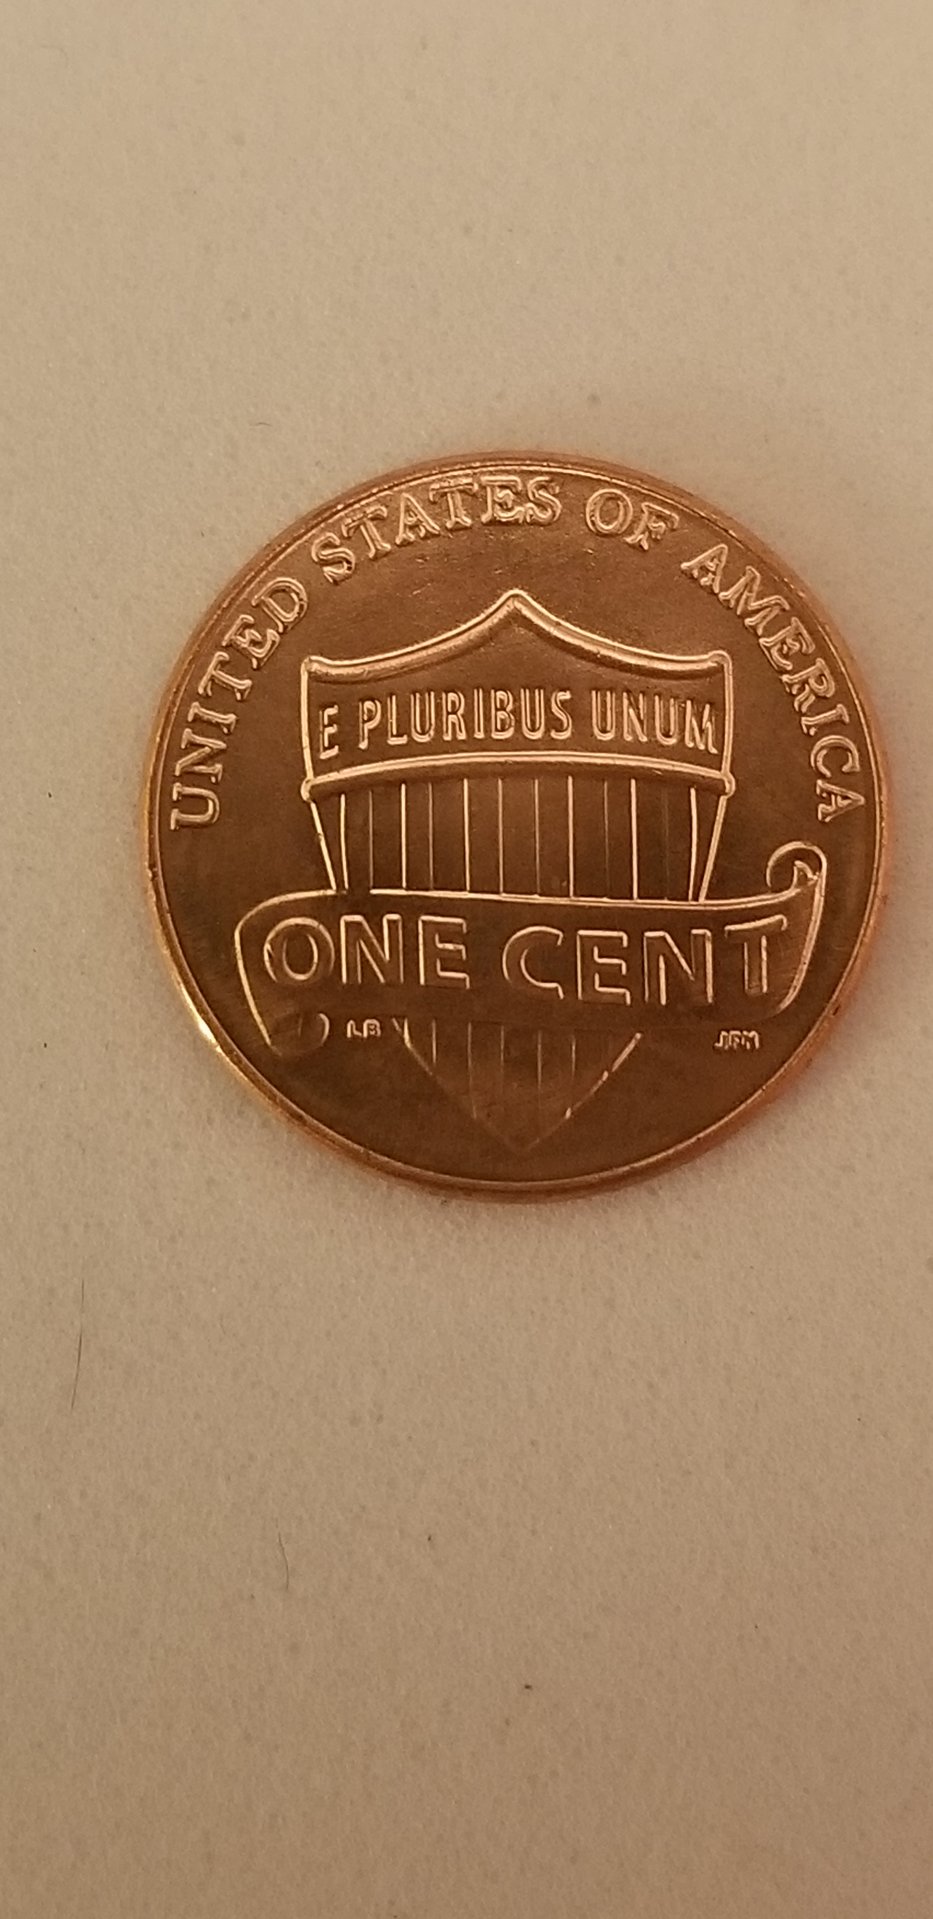 UNITED STATES OF AMERICA
E PLURIBUS UNUM
ONE CENT
LB
JFM